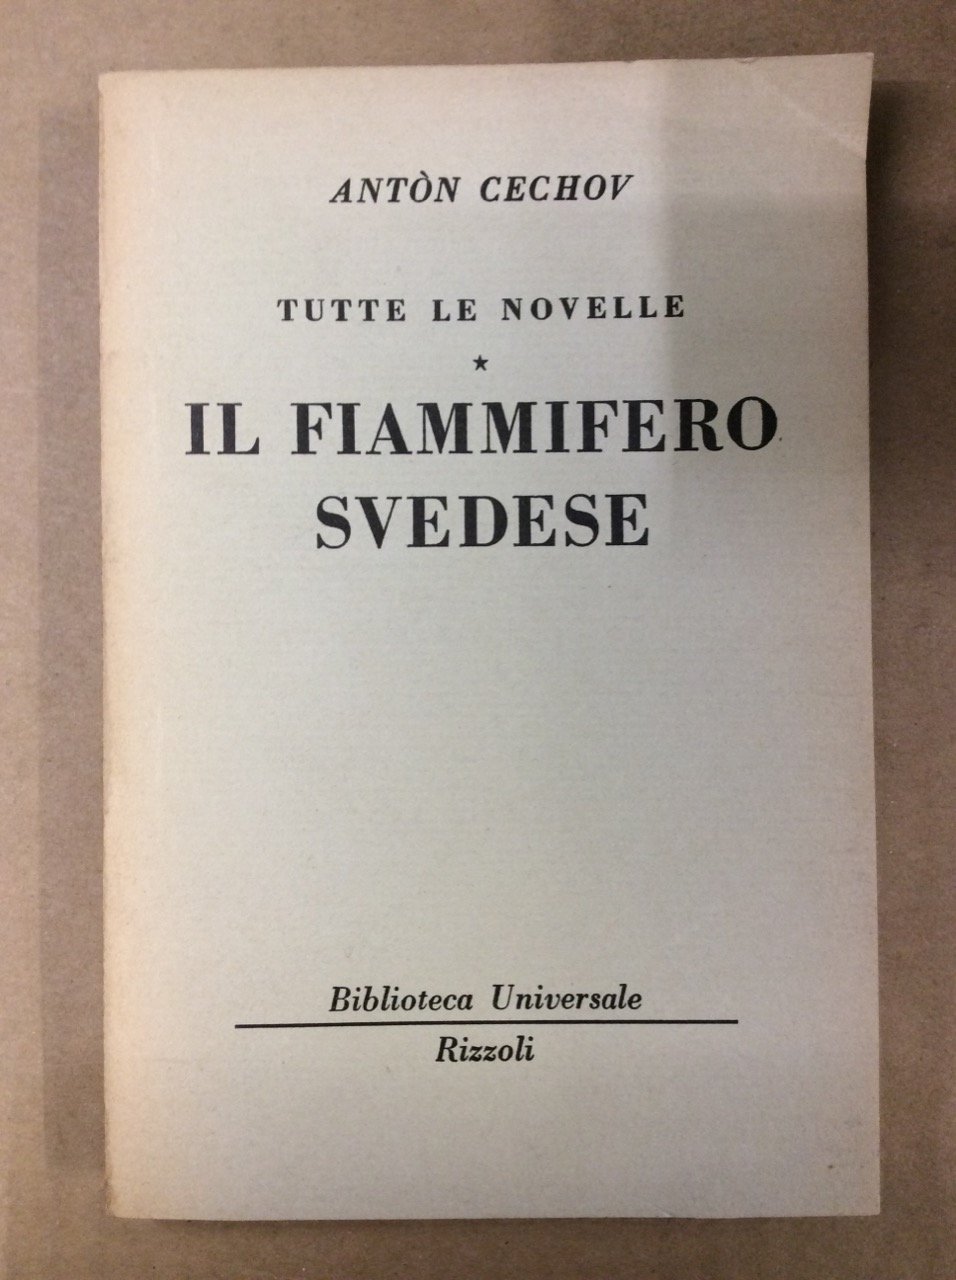 ANTÒN CECHOV
TUTTE LE NOVELLE
★
IL FIAMMIFERO
SVEDESE
Biblioteca Universale
Rizzoli